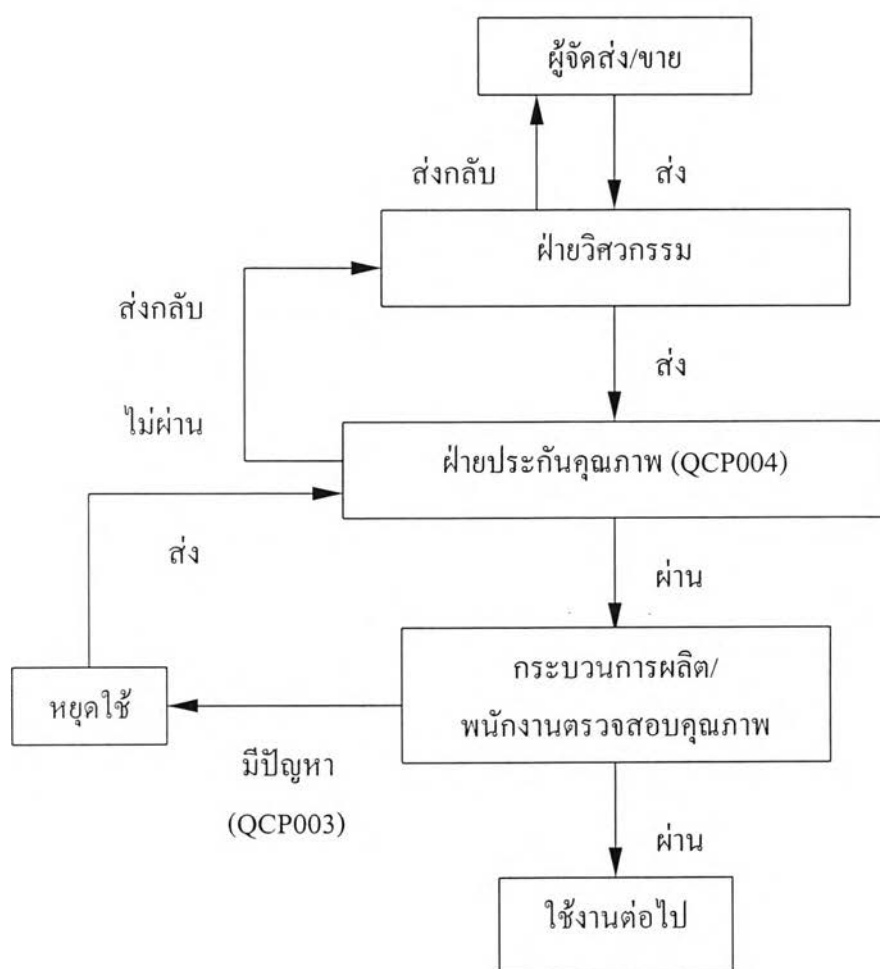 ผู้จัดส่ง/ขาย
ส่งกลับ
ส่ง
ฝ่ายวิศวกรรม
ส่งกลับ
ส่ง
ไม่ผ่าน
ฝ่ายประกันคุณภาพ (QCP004)
ส่ง
ผ่าน
กระบวนการผลิต/
พนักงานตรวจสอบคุณภาพ
หยุดใช้
มีปัญหา
(QCP003)
ผ่าน
ใช้งานต่อไป